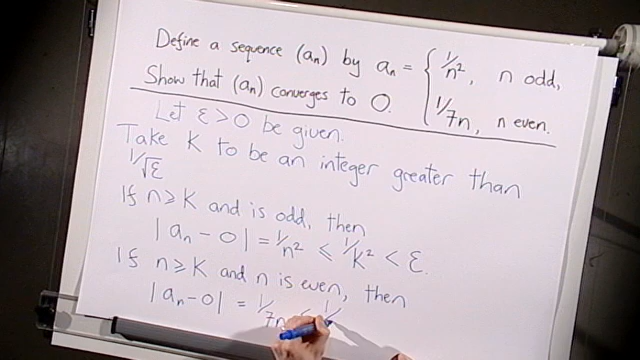 Define a sequence (aₙ) by aₙ = { 1/n², n odd,
1/7n, n even.
Show that (aₙ) converges to 0.
Let ε > 0 be given.
Take K to be an integer greater than
1/√ε
If n ≥ K and is odd, then
|aₙ - 0| = 1/n² ≤ 1/K² < ε.
If n ≥ K and n is even, then
|aₙ - 0| = 1/7n ≤ 1/